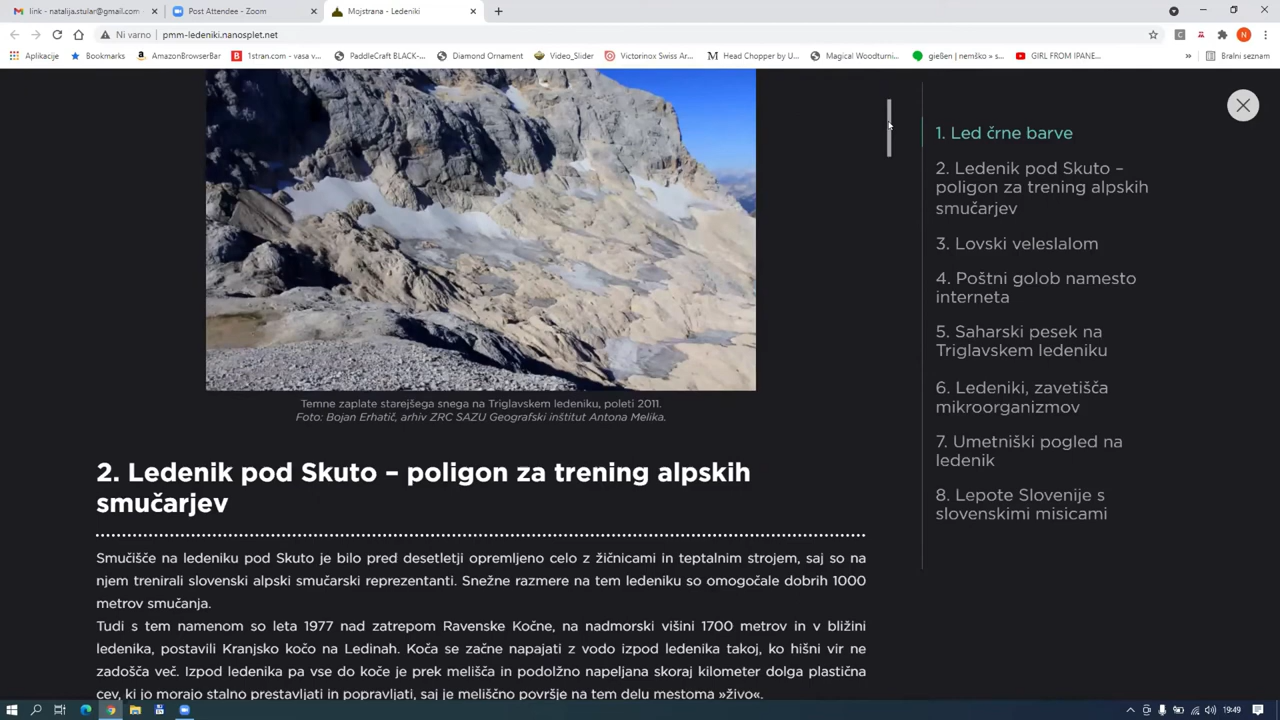 link - natalija.stular@gmail.com
Post Attendee - Zoom
Mojstrana - Ledeniki
Ni varno
pmm-ledeniki.nanosplet.net
Aplikacije
Bookmarks
AmazonBrowserBar
1stran.com - vasa v...
PaddleCraft BLACK-...
Diamond Ornament
Video_Slider
Victorinox Swiss Ar...
Head Chopper by U...
Magical Woodturni...
gießen | nemško » s...
GIRL FROM IPANE...
»
Bralni seznam
Temne zaplate starejšega snega na Triglavskem ledeniku, poleti 2011.
Foto: Bojan Erhatič, arhiv ZRC SAZU Geografski inštitut Antona Melika.
2. Ledenik pod Skuto – poligon za trening alpskih
smučarjev
Smučišče na ledeniku pod Skuto je bilo pred desetletji opremljeno celo z žičnicami in teptalnim strojem, saj so na
njem trenirali slovenski alpski smučarski reprezentanti. Snežne razmere na tem ledeniku so omogočale dobrih 1000
metrov smučanja.
Tudi s tem namenom so leta 1977 nad zatrepom Ravenske Kočne, na nadmorski višini 1700 metrov in v bližini
ledenika, postavili Kranjsko kočo na Ledinah. Koča se začne napajati z vodo izpod ledenika takoj, ko hišni vir ne
zadošča več. Izpod ledenika pa vse do koče je prek melišča in podolžno napeljana skoraj kilometer dolga plastična
cev, ki jo morajo stalno prestavljati in popravljati, saj je meliščno površje na tem delu mestoma »živo«.
1. Led črne barve
2. Ledenik pod Skuto –
poligon za trening alpskih
smučarjev
3. Lovski veleslalom
4. Poštni golob namesto
interneta
5. Saharski pesek na
Triglavskem ledeniku
6. Ledeniki, zavetišča
mikroorganizmov
7. Umetniški pogled na
ledenik
8. Lepote Slovenije s
slovenskimi misicami
19:49